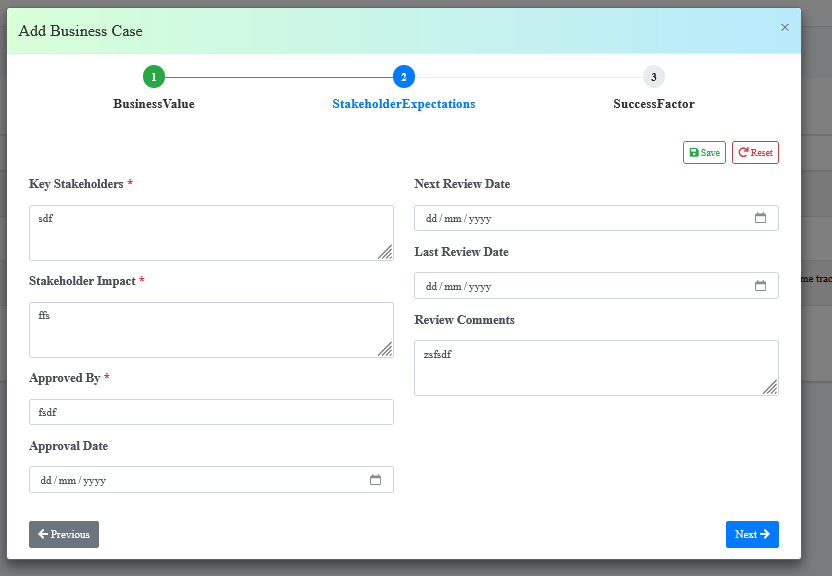 Add Business Case
×
1
2
3
BusinessValue
StakeholderExpectations
SuccessFactor
Save
Reset
Key Stakeholders *
sdf
Stakeholder Impact *
ffs
Approved By *
fsdf
Approval Date
dd/mm/yyyy
Next Review Date
dd/mm/yyyy
Last Review Date
dd/mm/yyyy
Review Comments
zsfsdf
Previous
Next
me trac